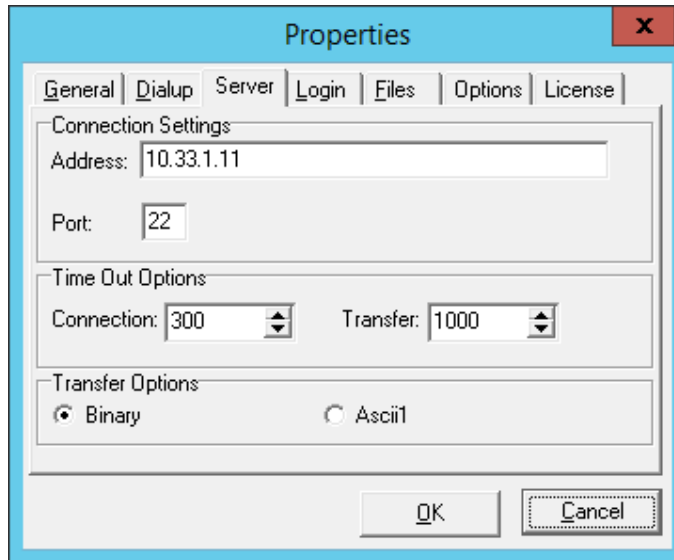 Properties
x
General Dialup Server Login Files Options License
Connection Settings
Address: 10.33.1.11
Port: 22
Time Out Options
Connection: 300 Transfer: 1000
Transfer Options
Binary Ascii1
OK Cancel